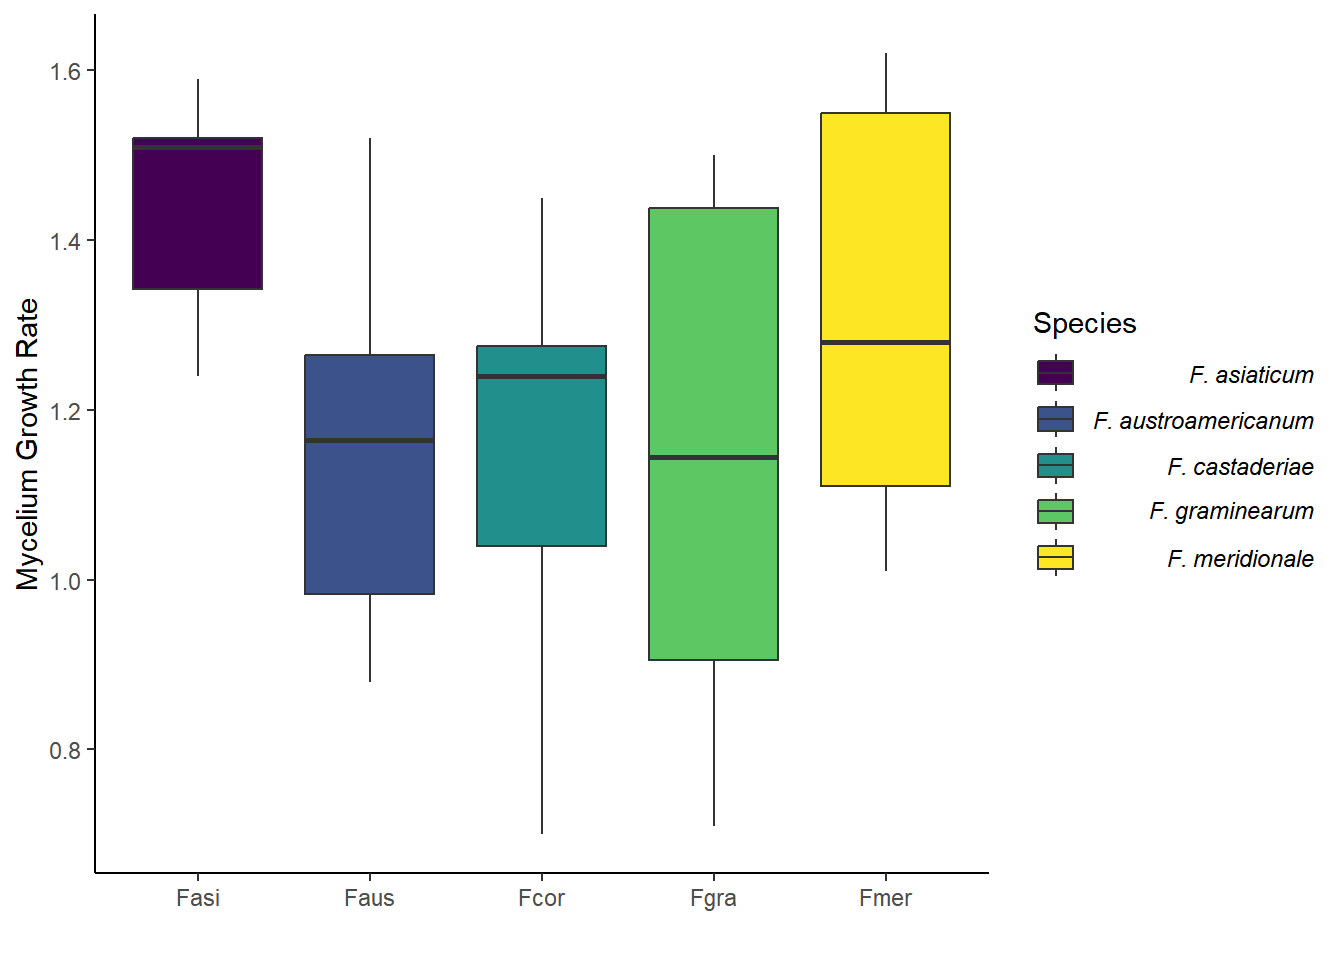 Mycelium Growth Rate
1.6
1.4
1.2
1.0
0.8
Fasi
Faus
Fcor
Fgra
Fmer
Species
F. asiaticum
F. austroamericanum
F. castaderiae
F. graminearum
F. meridionale